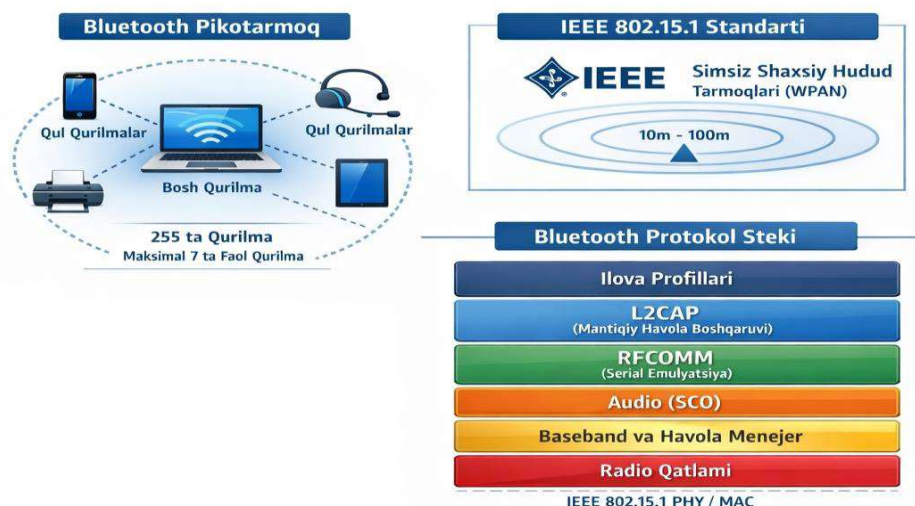 Bluetooth Pikotarmoq
Qul Qurilmalar
Qul Qurilmalar
Bosh Qurilma
255 ta Qurilma
Maksimal 7 ta Faol Qurilma
IEEE 802.15.1 Standarti
IEEE
Simsiz Shaxsiy Hudud
Tarmoqlari (WPAN)
10m - 100m
Bluetooth Protokol Steki
Ilova Profillari
L2CAP
(Mantiqiy Havola Boshqaruvi)
RFCOMM
(Serial Emulyatsiya)
Audio (SCO)
Baseband va Havola Menejer
Radio Qatlami
IEEE 802.15.1 PHY / MAC